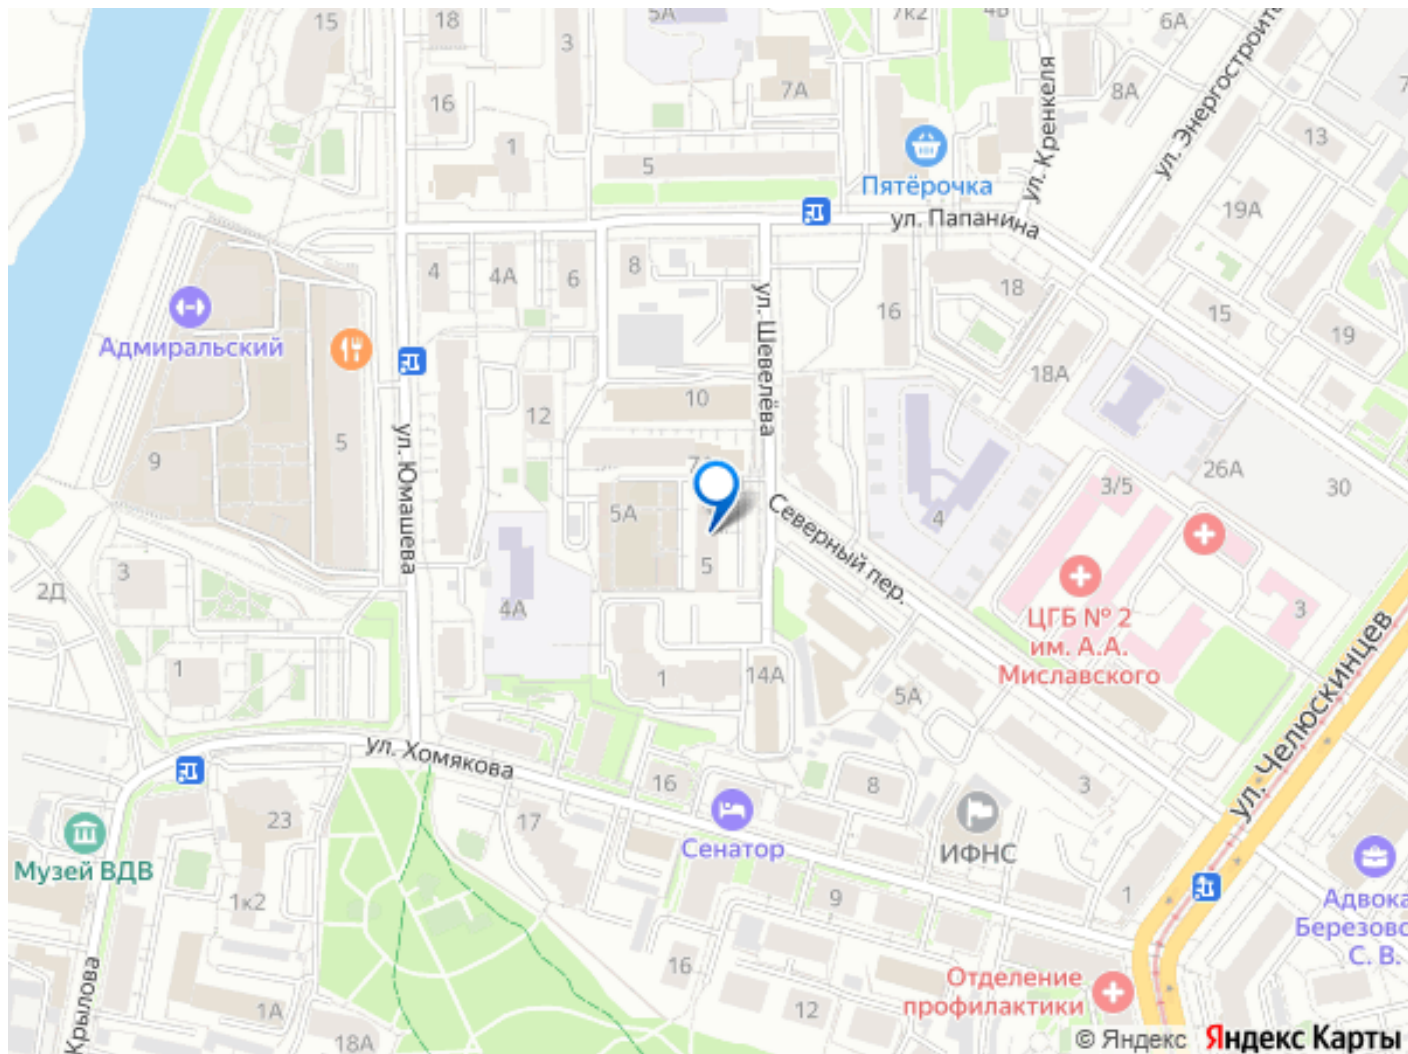 15
18
5А
7к2
4Б
6А
3
16
7А
8А
ул. Энергострои
ул. Кренкеля
1
5
13
Пятёрочка
ул. Папанина
19А
4
4А
6
8
18
16
15
19
Адмиральский
ул. Шевелёва
ул. Юмашева
12
10
18А
5
9
26А
30
3/5
5А
4
Северный пер.
5
3
2Д
4А
ЦГБ № 2
им. А.А.
Миславского
3
1
1
14А
5А
ул. Челюскинцев
ул. Хомякова
16
8
3
23
17
Сенатор
ИФНС
Музей ВДВ
1к2
9
1
Адвока
Березовс
С. В.
Крылова
16
Отделение
профилактики
1А
12
18А
© Яндекс
Яндекс Карты